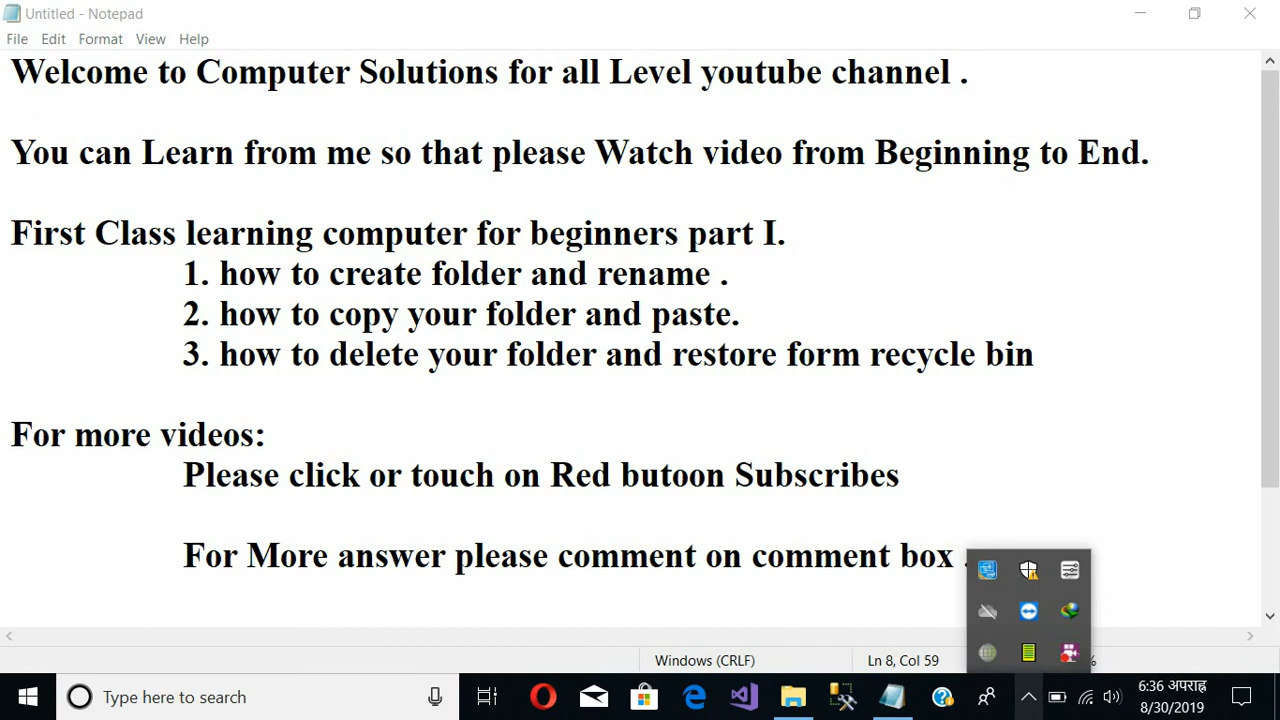 Untitled - Notepad
File Edit Format View Help
Welcome to Computer Solutions for all Level youtube channel .
You can Learn from me so that please Watch video from Beginning to End.
First Class learning computer for beginners part I.
1. how to create folder and rename .
2. how to copy your folder and paste.
3. how to delete your folder and restore form recycle bin
For more videos:
Please click or touch on Red butoon Subscribes
For More answer please comment on comment box .
Windows (CRLF) Ln 8, Col 59 %
Type here to search
6:36 अपराह्न
8/30/2019